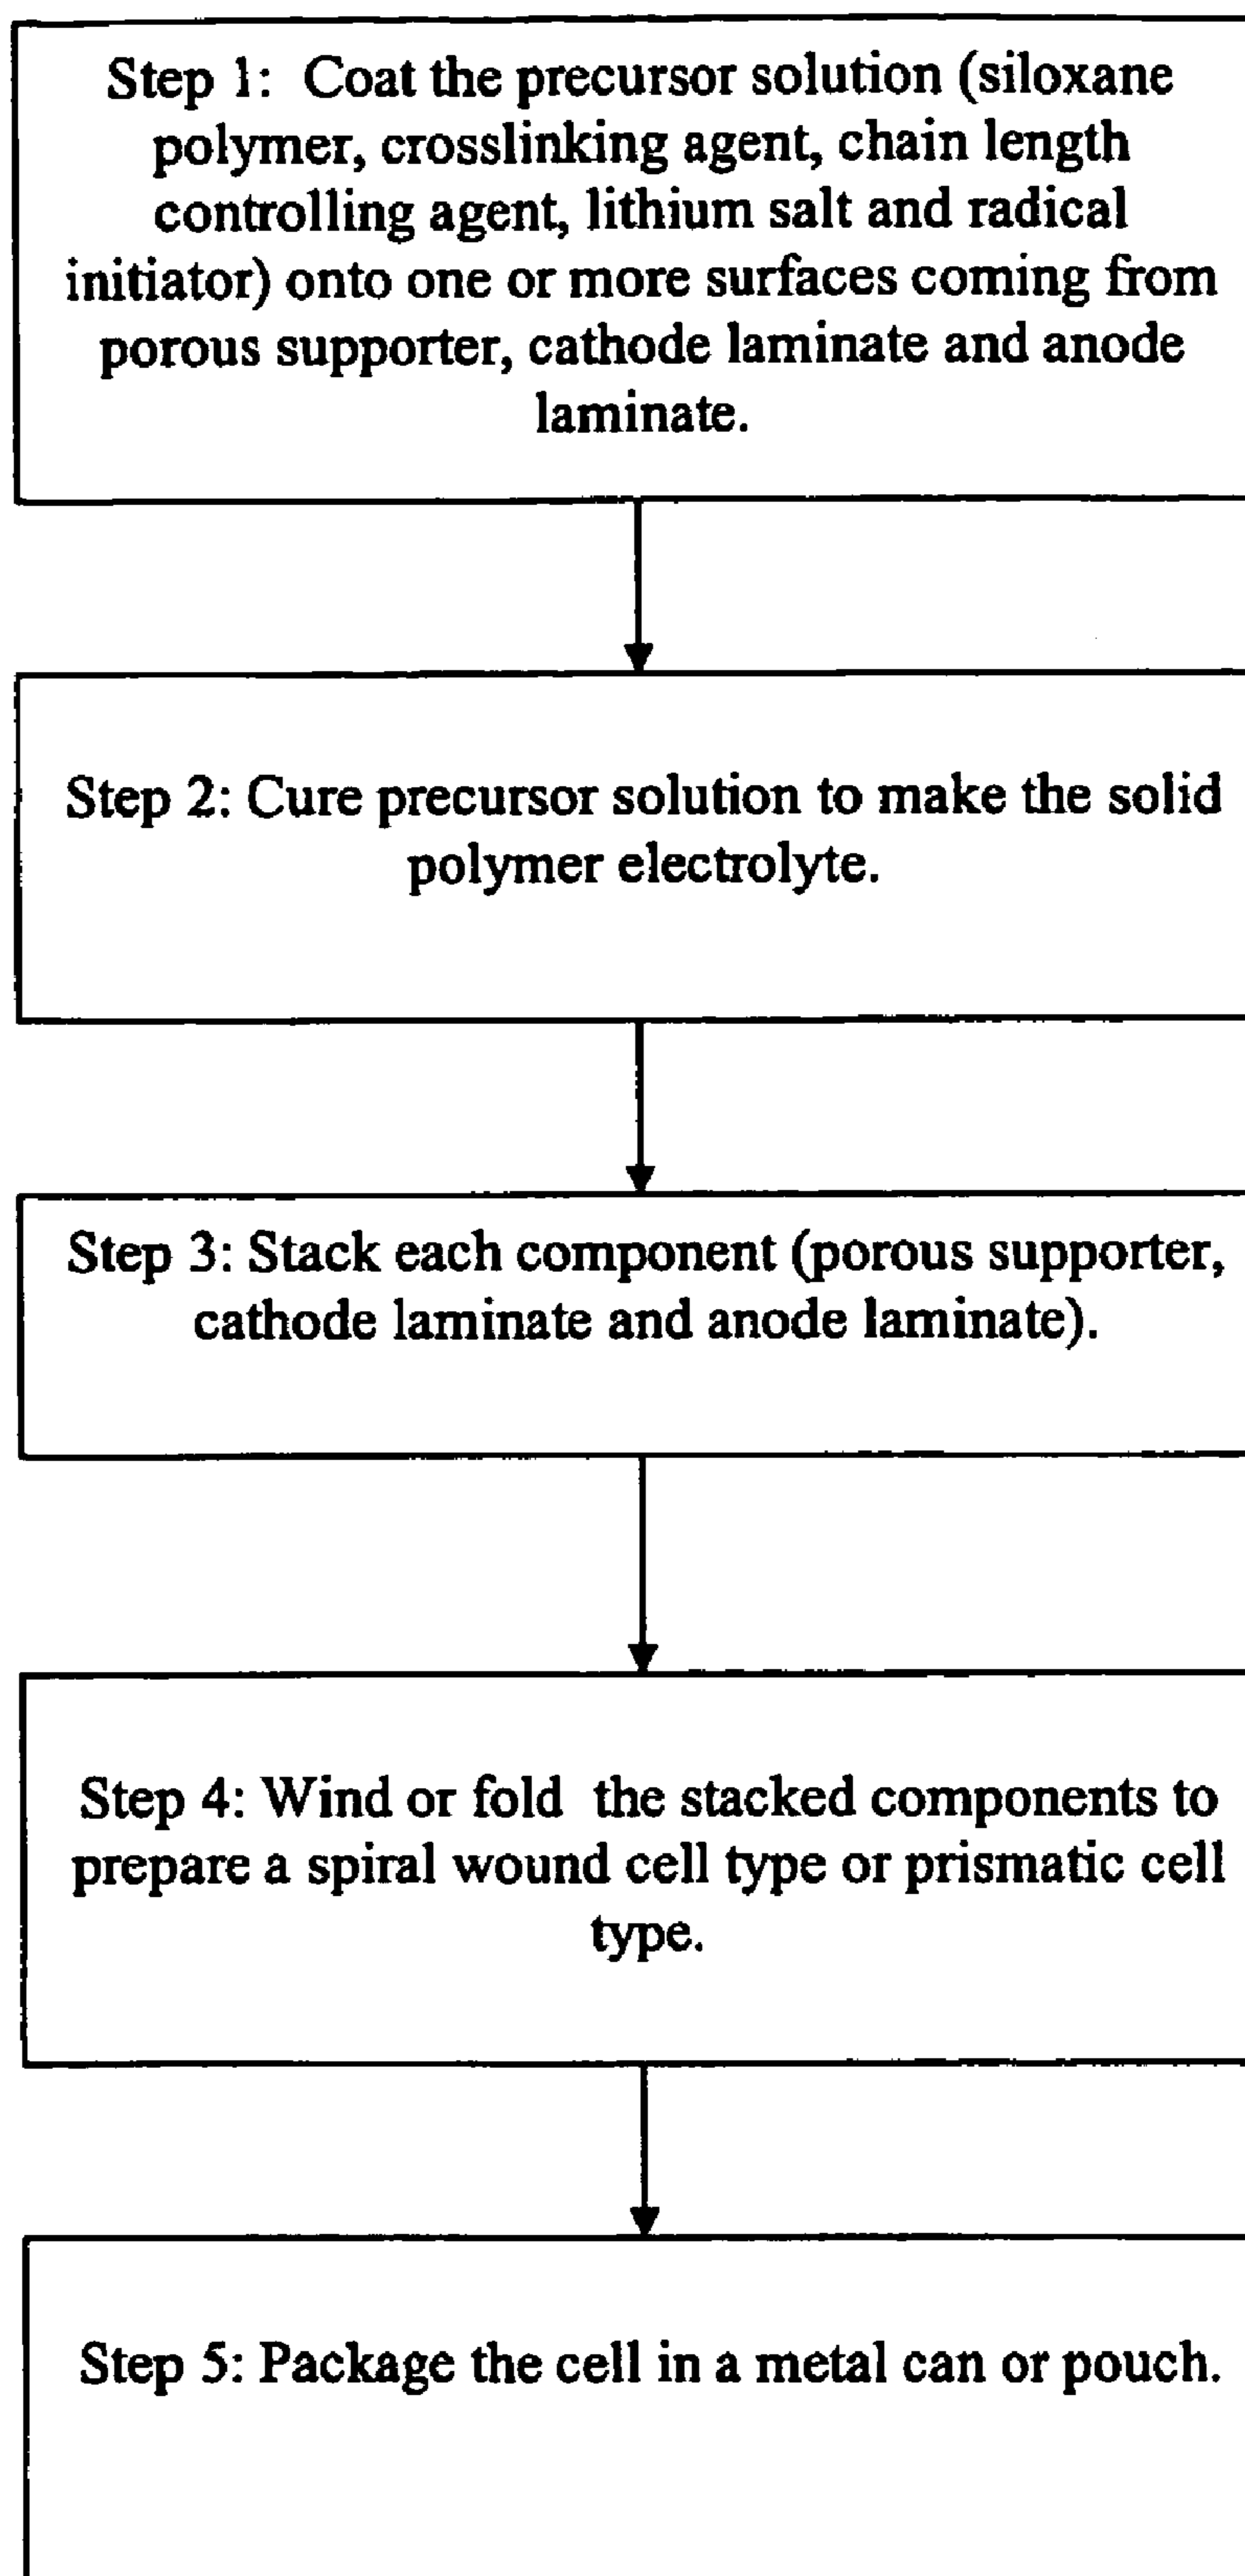 Step 1: Coat the precursor solution (siloxane
polymer, crosslinking agent, chain length
controlling agent, lithium salt and radical
initiator) onto one or more surfaces coming from
porous supporter, cathode laminate and anode
laminate.
Step 2: Cure precursor solution to make the solid
polymer electrolyte.
Step 3: Stack each component (porous supporter,
cathode laminate and anode laminate).
Step 4: Wind or fold the stacked components to
prepare a spiral wound cell type or prismatic cell
type.
Step 5: Package the cell in a metal can or pouch.